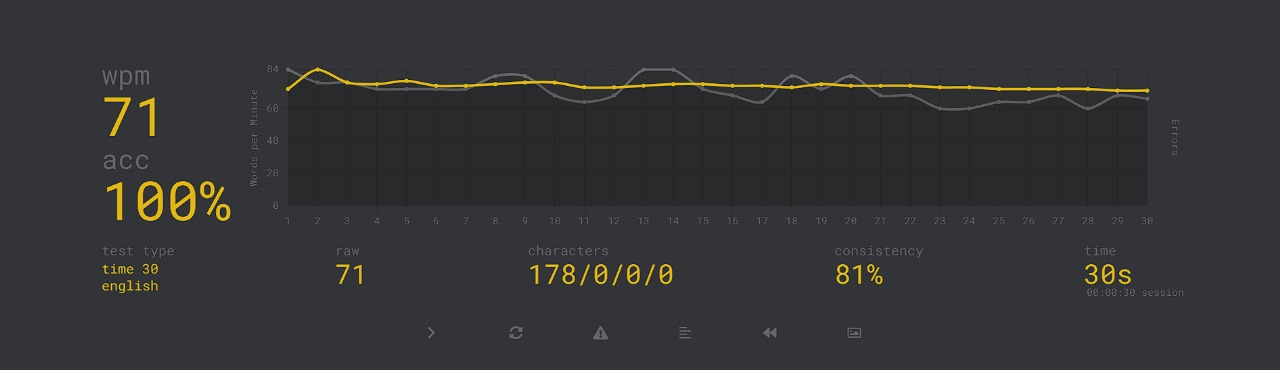 wpm
71
acc
100%
Words per Minute
84
60
40
20
0
1 2 3 4 5 6 7 8 9 10 11 12 13 14 15 16 17 18 19 20 21 22 23 24 25 26 27 28 29 30
Errors
test type
time 30
english
raw
71
characters
178/0/0/0
consistency
81%
time
30s
00:00:30 session